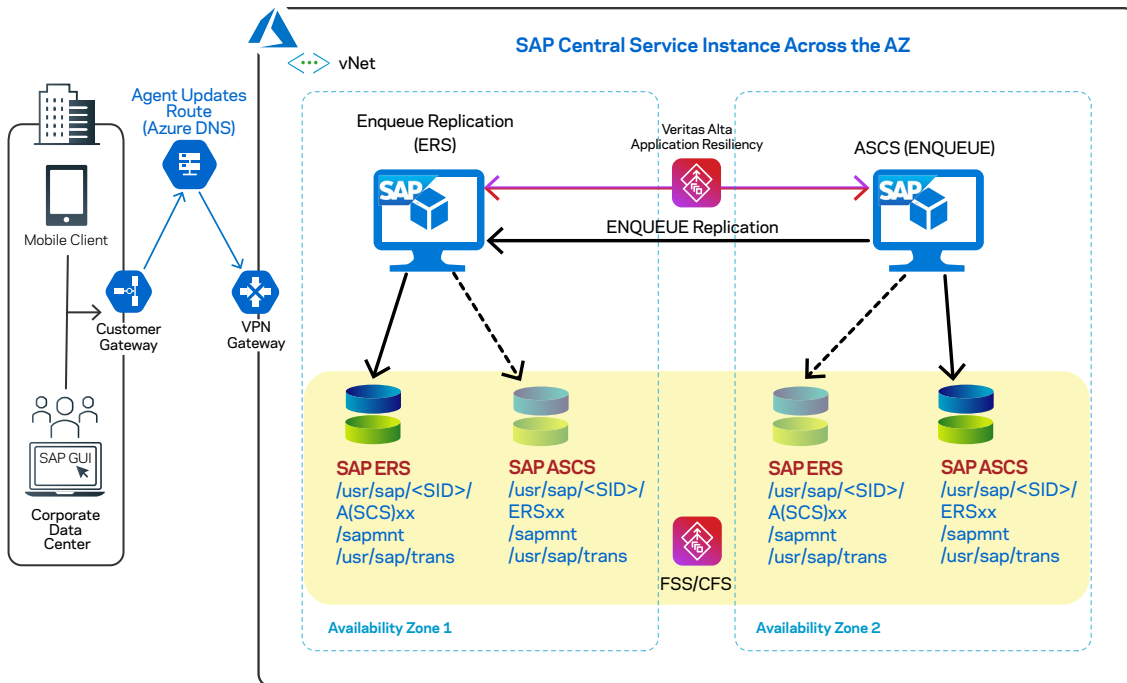 SAP Central Service Instance Across the AZ
vNet
Agent Updates
Route
(Azure DNS)
Mobile Client
Customer
Gateway
VPN
Gateway
SAP GUI
Corporate
Data
Center
Enqueue Replication
(ERS)
SAP
Veritas Alta
Application Resiliency
ASCS (ENQUEUE)
SAP
ENQUEUE Replication
SAP ERS
/usr/sap/<SID>/
A(SCS)xx
/sapmnt
/usr/sap/trans
SAP ASCS
/usr/sap/<SID>/
ERSxx
/sapmnt
/usr/sap/trans
FSS/CFS
SAP ERS
/usr/sap/<SID>/
A(SCS)xx
/sapmnt
/usr/sap/trans
SAP ASCS
/usr/sap/<SID>/
ERSxx
/sapmnt
/usr/sap/trans
Availability Zone 1
Availability Zone 2